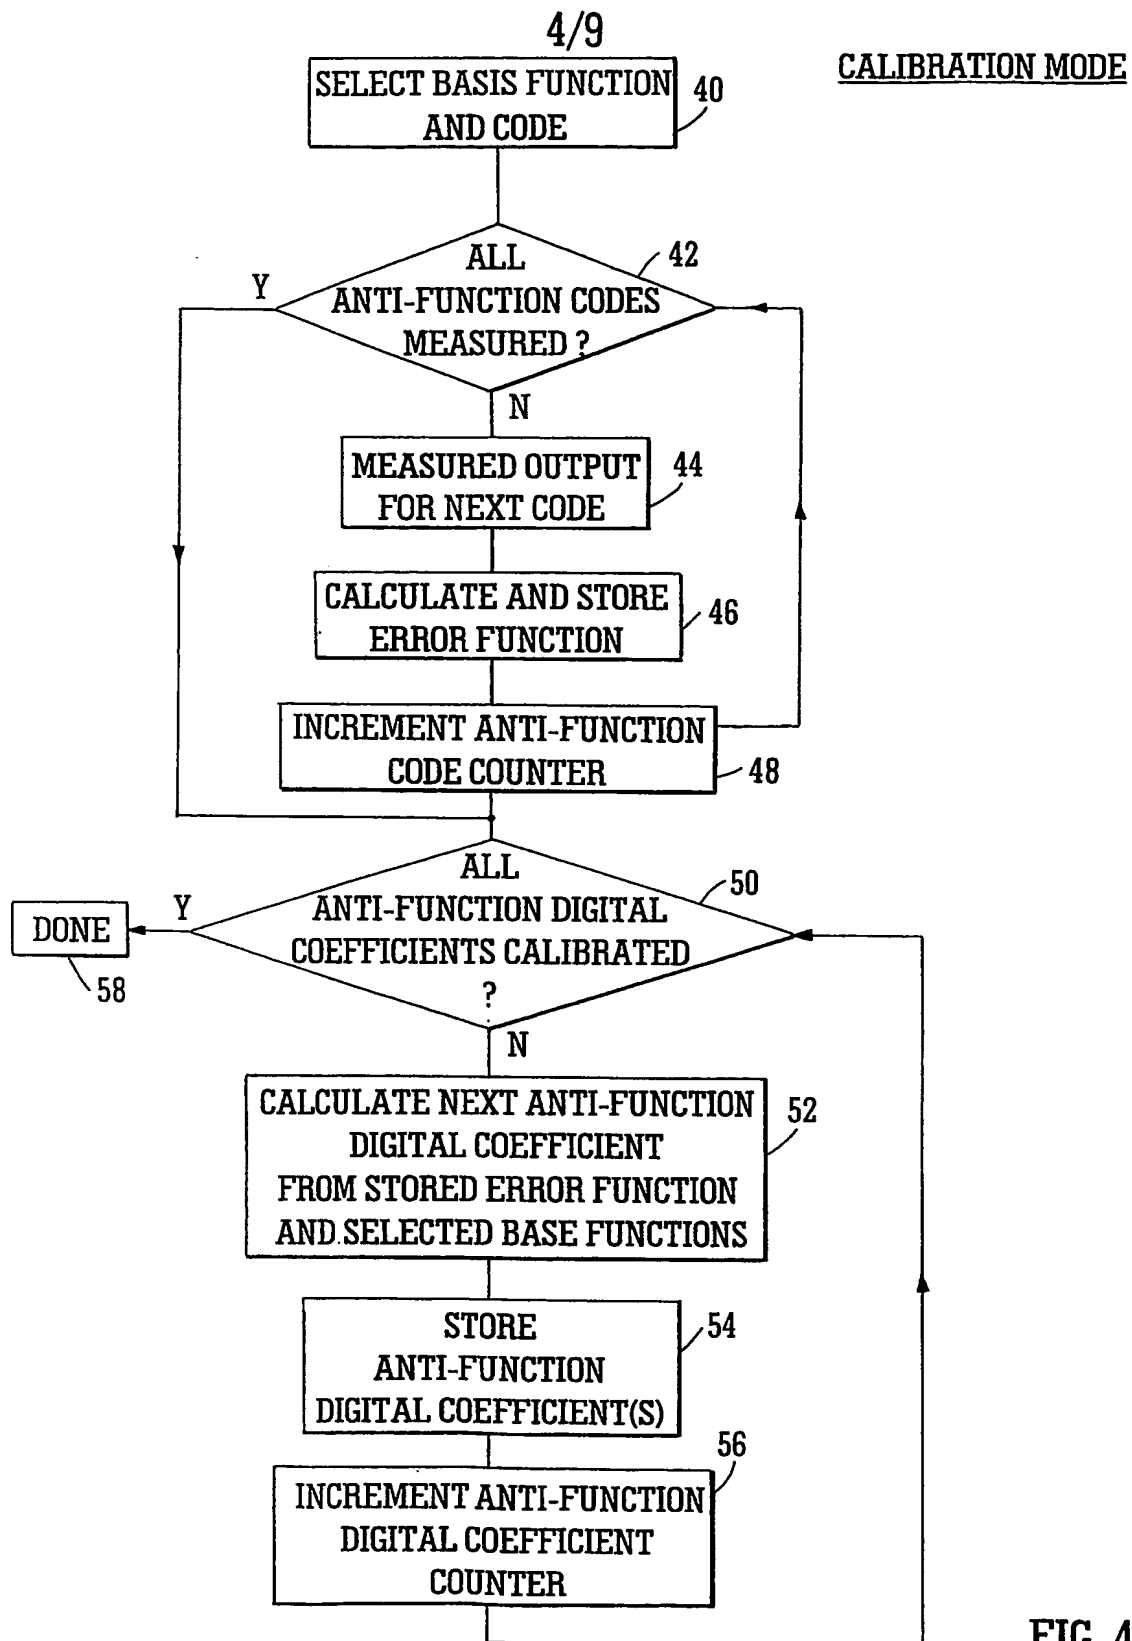 4/9
CALIBRATION MODE
SELECT BASIS FUNCTION
AND CODE
40
ALL
ANTI-FUNCTION CODES
MEASURED ?
42
Y
N
MEASURED OUTPUT
FOR NEXT CODE
44
CALCULATE AND STORE
ERROR FUNCTION
46
INCREMENT ANTI-FUNCTION
CODE COUNTER
48
ALL
ANTI-FUNCTION DIGITAL
COEFFICIENTS CALIBRATED
?
50
Y
DONE
58
N
CALCULATE NEXT ANTI-FUNCTION
DIGITAL COEFFICIENT
FROM STORED ERROR FUNCTION
AND SELECTED BASE FUNCTIONS
52
STORE
ANTI-FUNCTION
DIGITAL COEFFICIENT(S)
54
INCREMENT ANTI-FUNCTION
DIGITAL COEFFICIENT
COUNTER
56
FIG. 4